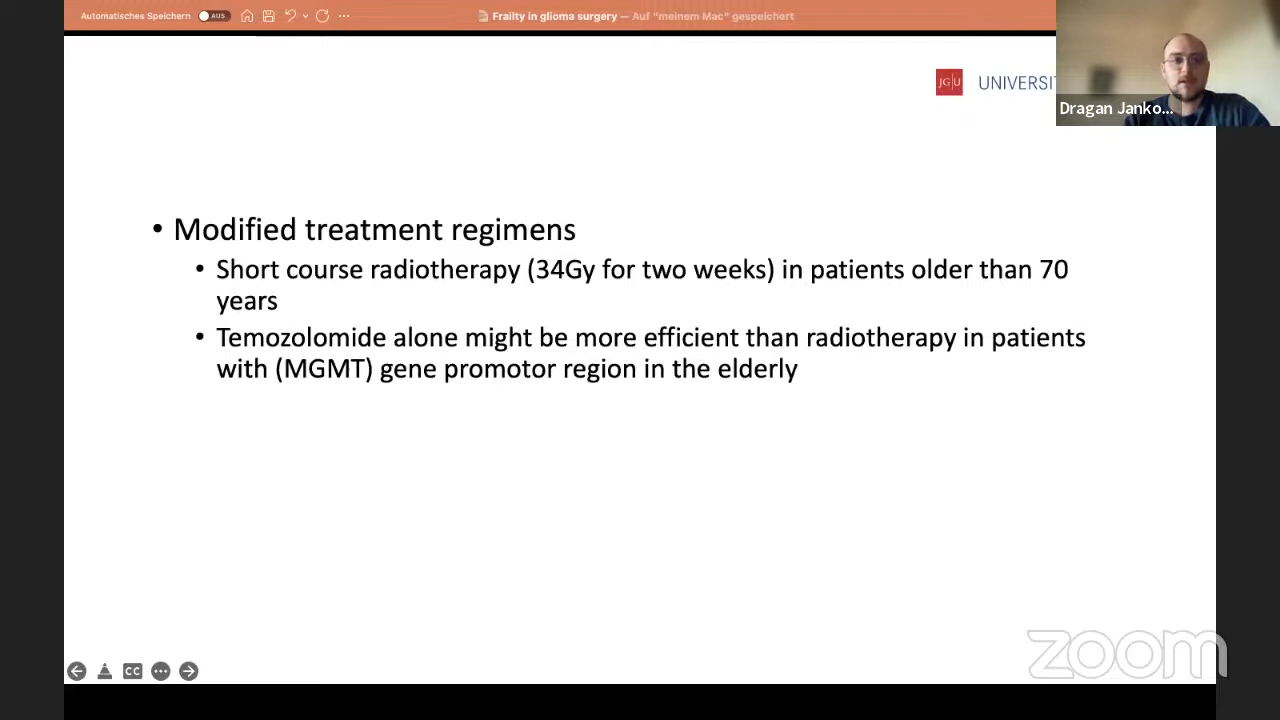 Automatisches Speichern AUS
Frailty in glioma surgery — Auf "meinem Mac" gespeichert
JG|U UNIVERSIT
Dragan Janko...
• Modified treatment regimens
• Short course radiotherapy (34Gy for two weeks) in patients older than 70
years
• Temozolomide alone might be more efficient than radiotherapy in patients
with (MGMT) gene promotor region in the elderly
CC
zoom